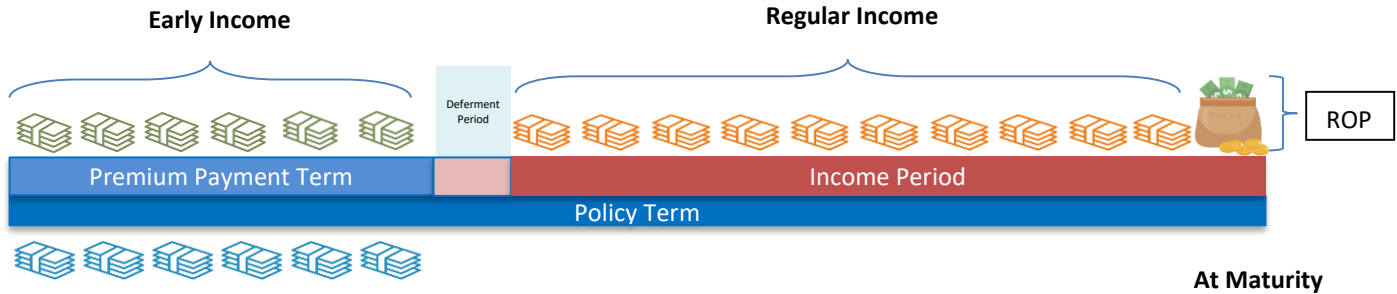 Early Income
Regular Income
Deferment
Period
ROP
Premium Payment Term
Income Period
Policy Term
At Maturity